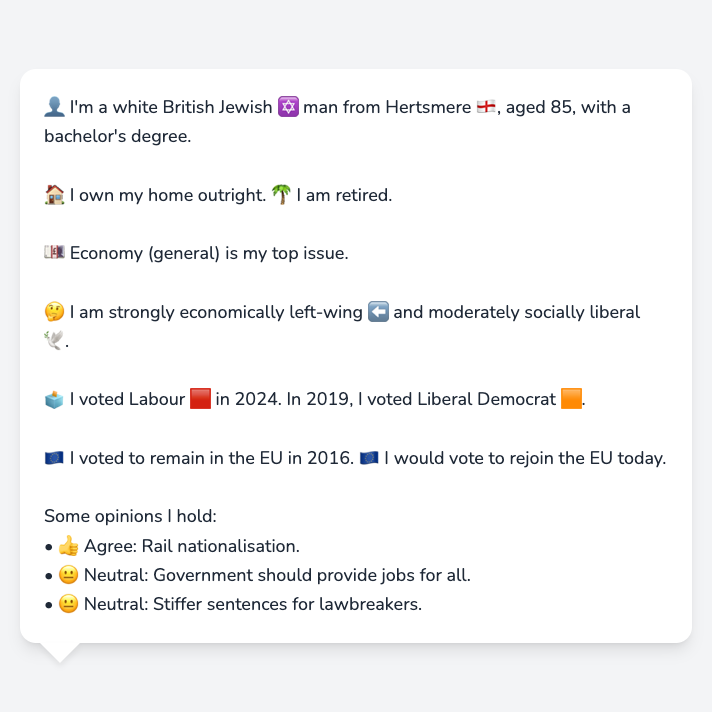 👤 I'm a white British Jewish ✡️ man from Hertsmere 🏴󠁧󠁢󠁥󠁮󠁧󠁿, aged 85, with a
bachelor's degree.
🏠 I own my home outright. 🌴 I am retired.
💷 Economy (general) is my top issue.
🤔 I am strongly economically left-wing ⬅️ and moderately socially liberal
🕊️.
🗳️ I voted Labour 🟥 in 2024. In 2019, I voted Liberal Democrat 🟧.
🇪🇺 I voted to remain in the EU in 2016. 🇪🇺 I would vote to rejoin the EU today.
Some opinions I hold:
• 👍 Agree: Rail nationalisation.
• 😐 Neutral: Government should provide jobs for all.
• 😐 Neutral: Stiffer sentences for lawbreakers.